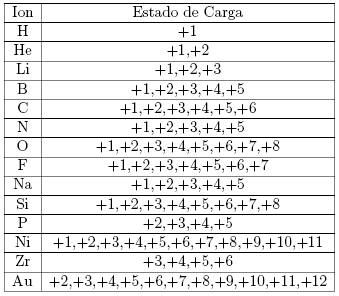 Ion Estado de Carga
H +1
He +1,+2
Li +1,+2,+3
B +1,+2,+3,+4,+5
C +1,+2,+3,+4,+5,+6
N +1,+2,+3,+4,+5
O +1,+2,+3,+4,+5,+6,+7,+8
F +1,+2,+3,+4,+5,+6,+7
Na +1,+2,+3,+4,+5
Si +1,+2,+3,+4,+5,+6,+7,+8
P +2,+3,+4,+5
Ni +1,+2,+3,+4,+5,+6,+7,+8,+9,+10,+11
Zr +3,+4,+5,+6
Au +2,+3,+4,+5,+6,+7,+8,+9,+10,+11,+12